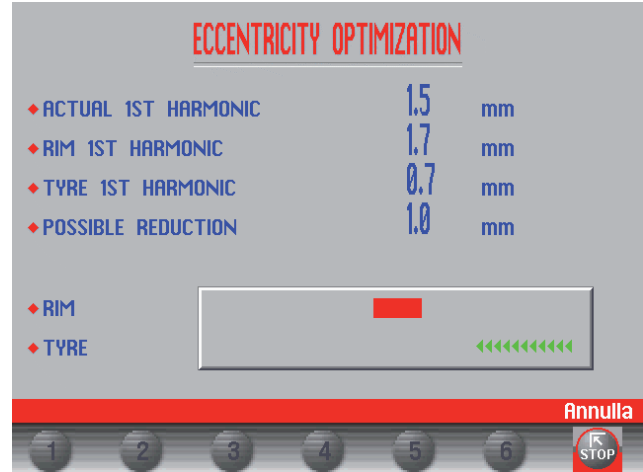 ECCENTRICITY OPTIMIZATION
ACTUAL 1ST HARMONIC 1.5 mm
RIM 1ST HARMONIC 1.7 mm
TYRE 1ST HARMONIC 0.7 mm
POSSIBLE REDUCTION 1.0 mm
RIM
TYRE
Annulla
1 2 3 4 5 6 STOP